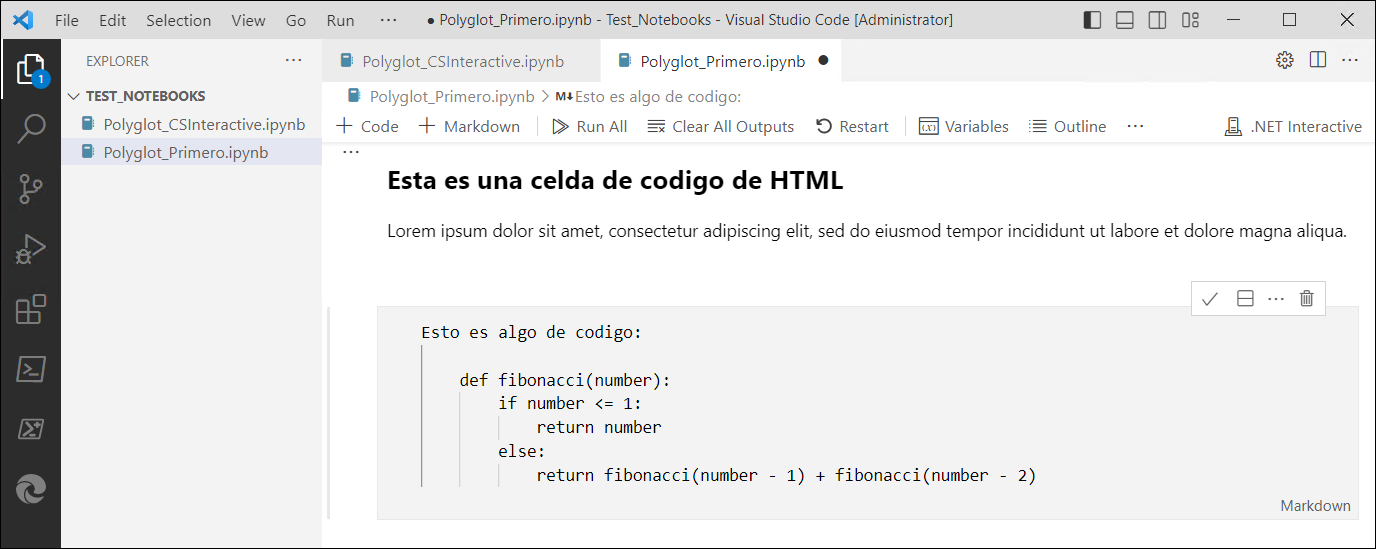 File Edit Selection View Go Run ··· ● Polyglot_Primero.ipynb - Test_Notebooks - Visual Studio Code [Administrator]
EXPLORER ···
TEST_NOTEBOOKS
Polyglot_CSInteractive.ipynb
Polyglot_Primero.ipynb
1
Polyglot_CSInteractive.ipynb Polyglot_Primero.ipynb ● ···
Polyglot_Primero.ipynb > M↓Esto es algo de codigo:
+ Code + Markdown Run All Clear All Outputs Restart (x) Variables Outline ··· .NET Interactive
···
Esta es una celda de codigo de HTML
Lorem ipsum dolor sit amet, consectetur adipiscing elit, sed do eiusmod tempor incididunt ut labore et dolore magna aliqua.
···
Esto es algo de codigo:
def fibonacci(number):
if number <= 1:
return number
else:
return fibonacci(number - 1) + fibonacci(number - 2)
Markdown